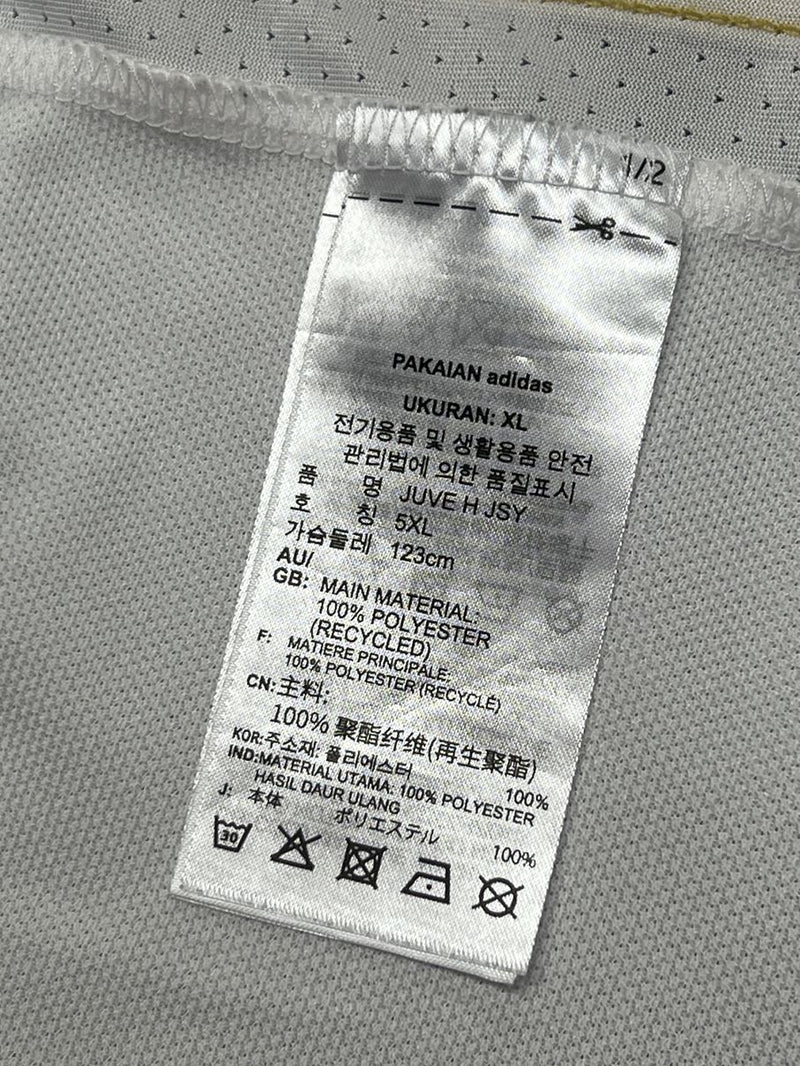 1/2
PAKAIAN adidas
UKURAN: XL
전기용품 및 생활용품 안전
관리법에 의한 품질표시
품 명 JUVE H JSY
호 칭 5XL
가슴둘레 123cm
AU/
GB: MAIN MATERIAL:
100% POLYESTER
(RECYCLED)
F: MATIERE PRINCIPALE:
100% POLYESTER (RECYCLÉ)
CN: 主料:
100% 聚酯纤维(再生聚酯)
KOR: 주소재: 폴리에스터 100%
IND: MATERIAL UTAMA: 100% POLYESTER
HASIL DAUR ULANG
J: 本体 ポリエステル 100%
30